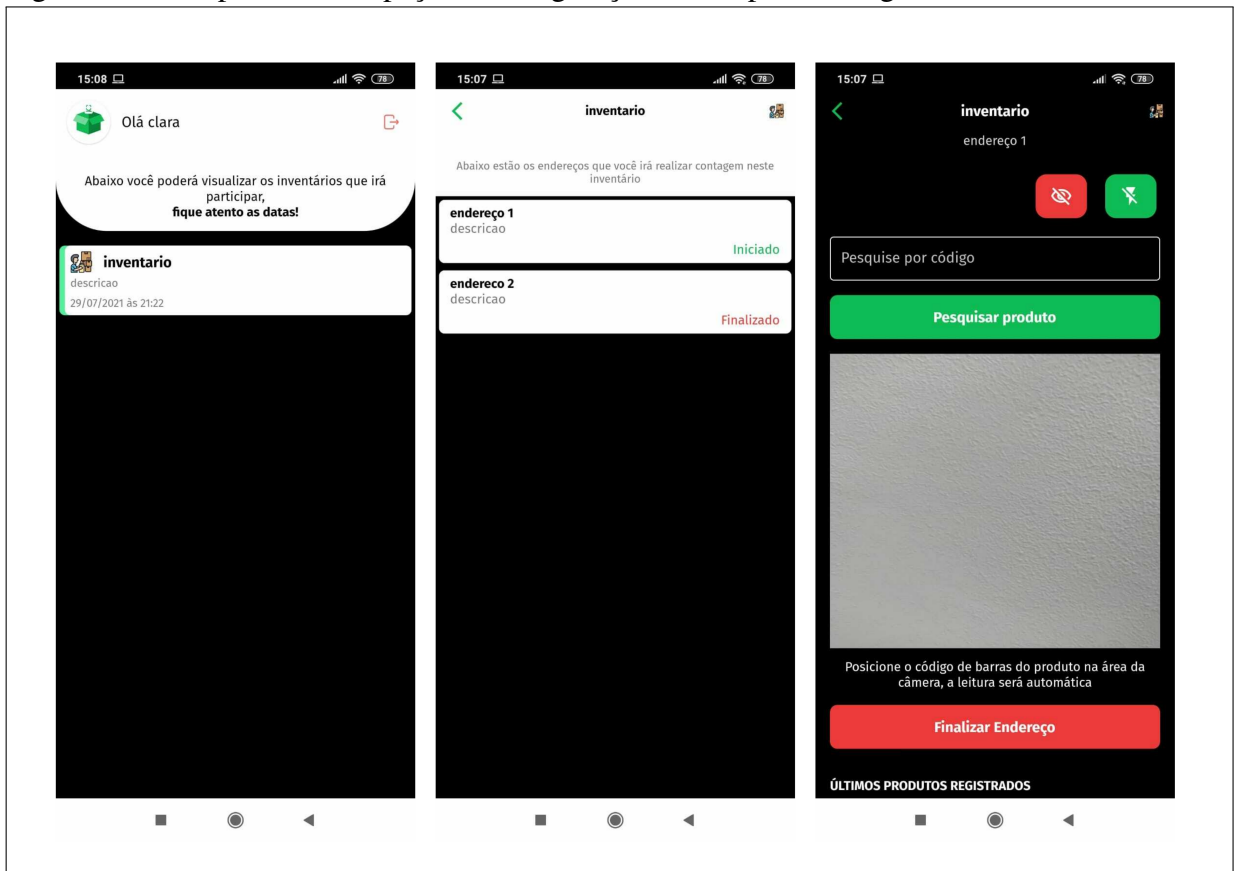 15:08
78
Olá clara
Abaixo você poderá visualizar os inventários que irá
participar,
fique atento as datas!
inventario
descricao
29/07/2021 às 21:22
15:07
78
inventario
Abaixo estão os endereços que você irá realizar contagem neste
inventário
endereço 1
descricao
Iniciado
endereco 2
descricao
Finalizado
15:07
78
inventario
endereço 1
Pesquise por código
Pesquisar produto
Posicione o código de barras do produto na área da
câmera, a leitura será automática
Finalizar Endereço
ÚLTIMOS PRODUTOS REGISTRADOS